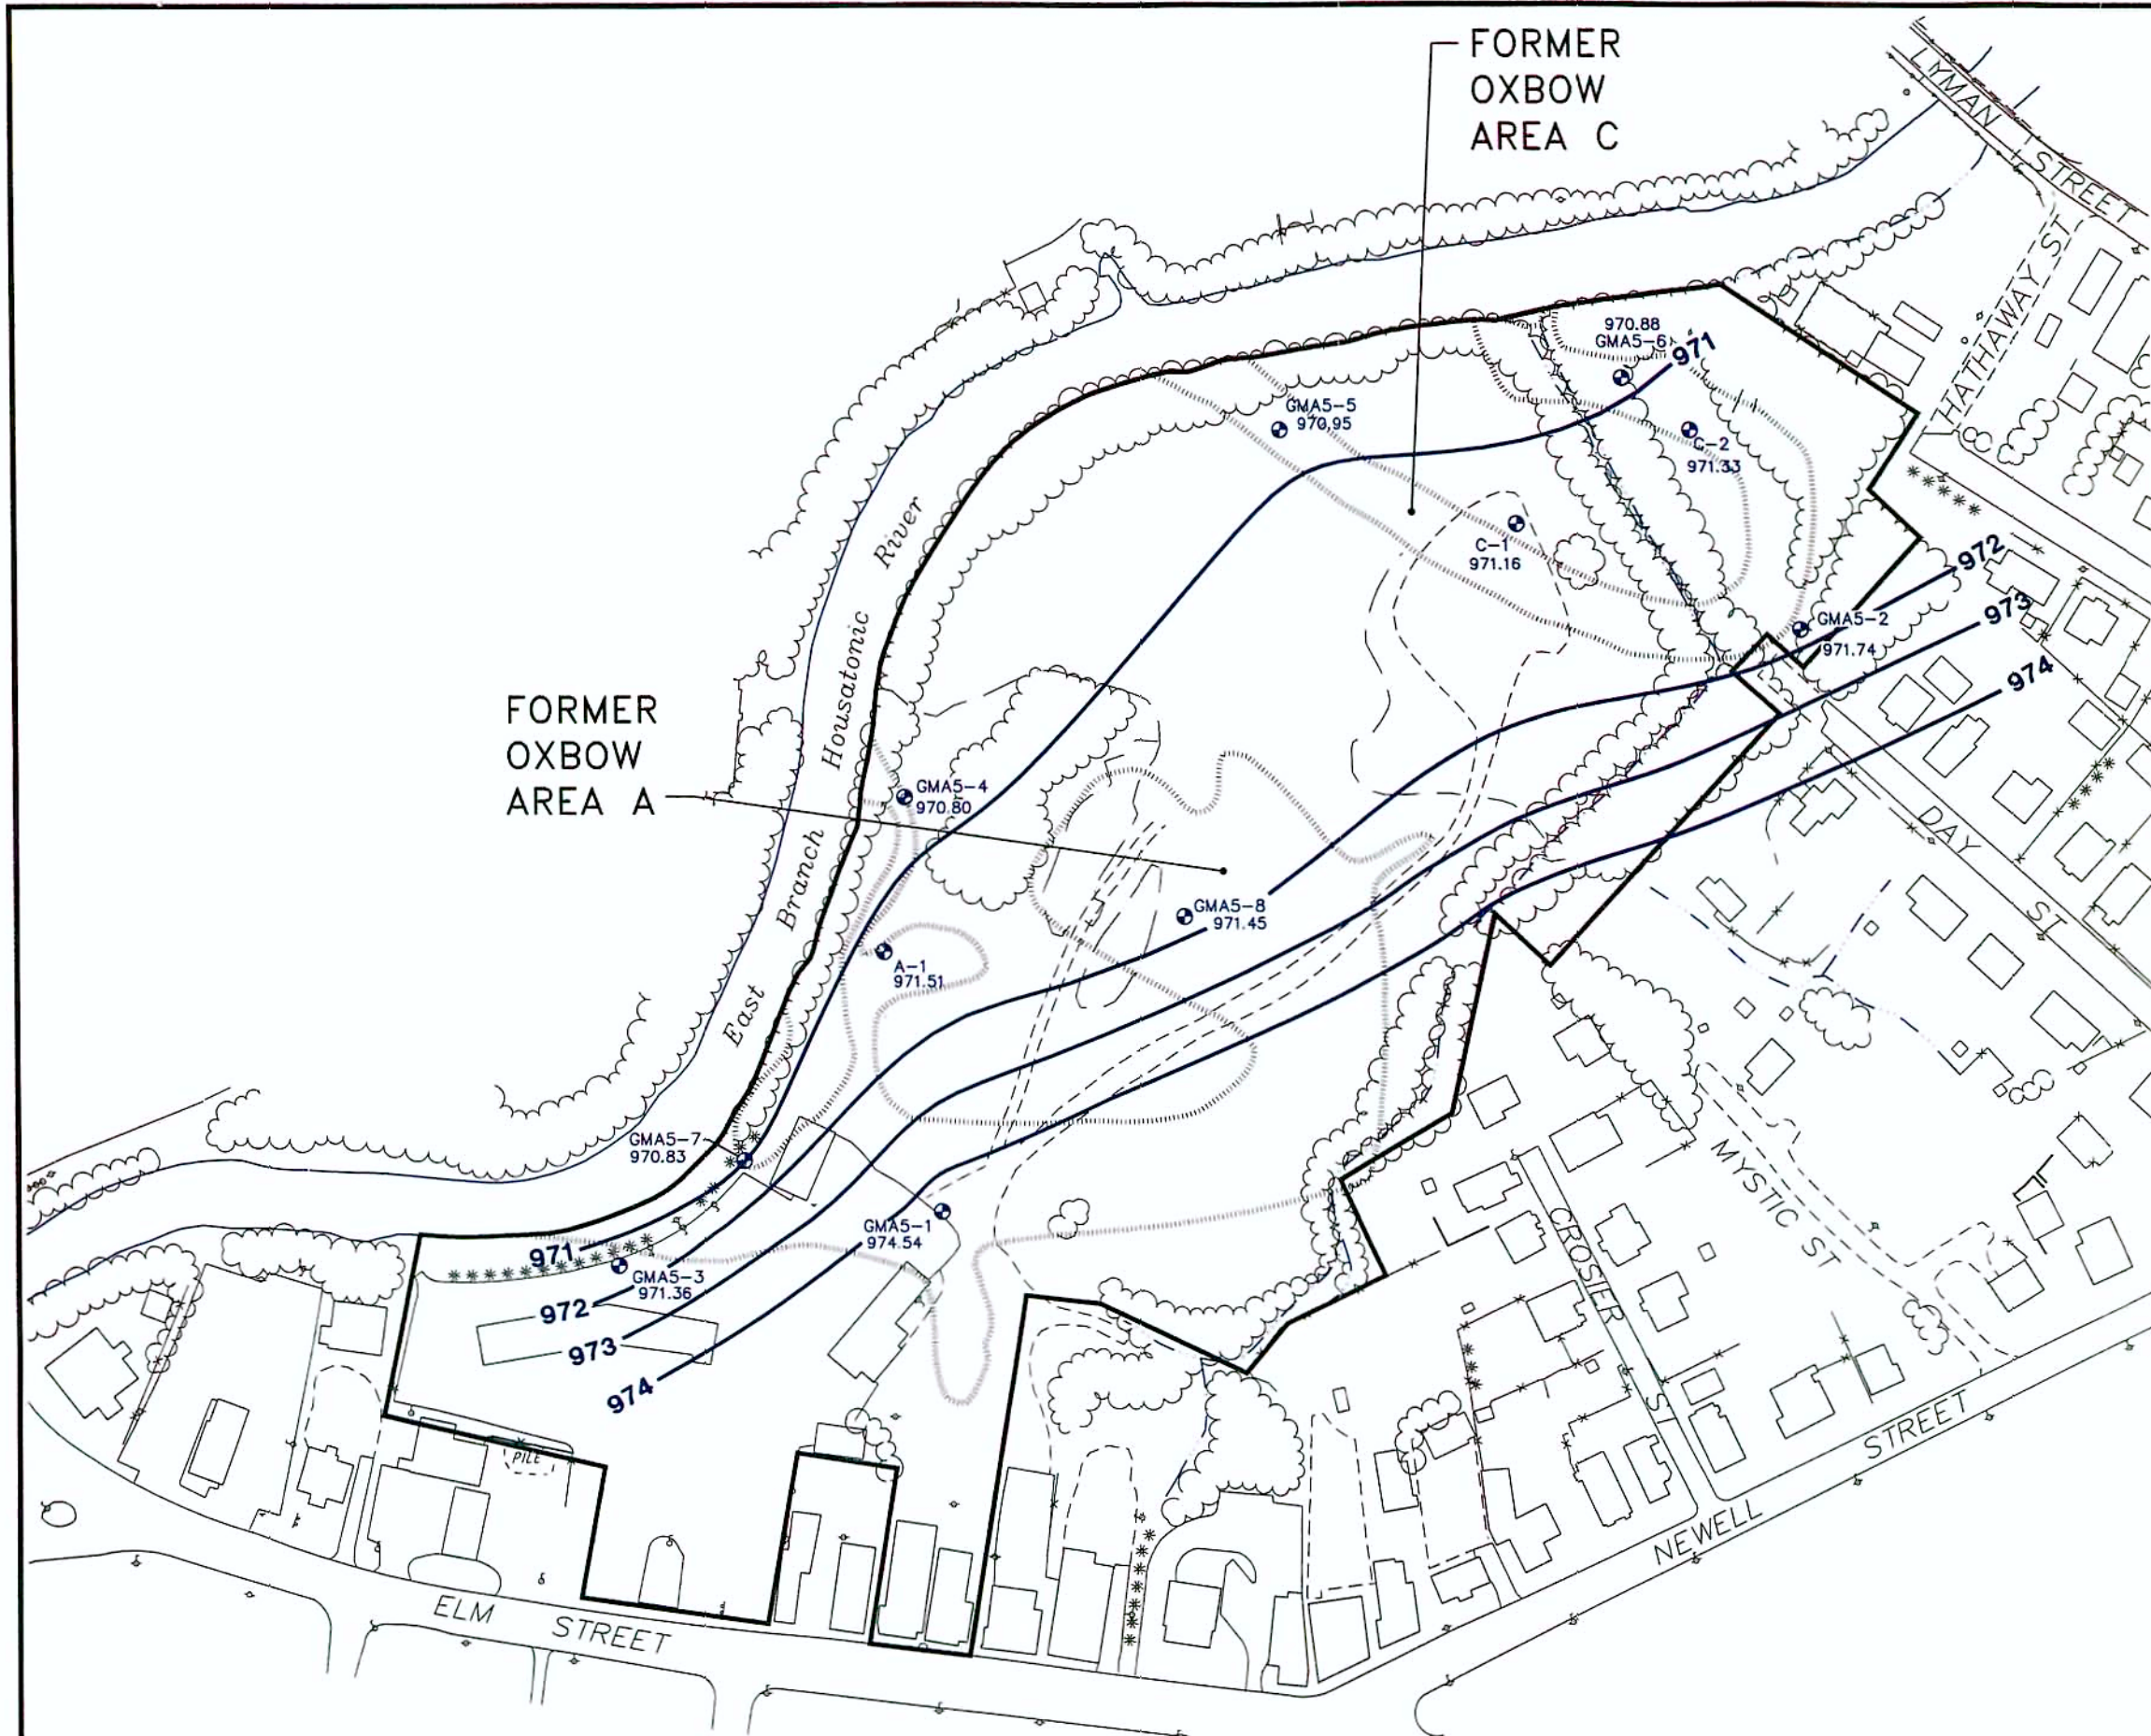 FORMER
OXBOW
AREA C
LYMAN STREET
HATHAWAY ST
970.88
GMA5-6
971
GMA5-5
970.95
C-2
971.33
C-1
971.16
972
973
974
GMA5-2
971.74
East Branch Housatonic River
FORMER
OXBOW
AREA A
GMA5-4
970.80
GMA5-8
971.45
A-1
971.51
DAY ST
GMA5-7
970.83
GMA5-1
974.54
971
GMA5-3
971.36
972
973
974
MYSTIC ST
CROSIER ST
PILE
NEWELL STREET
ELM STREET